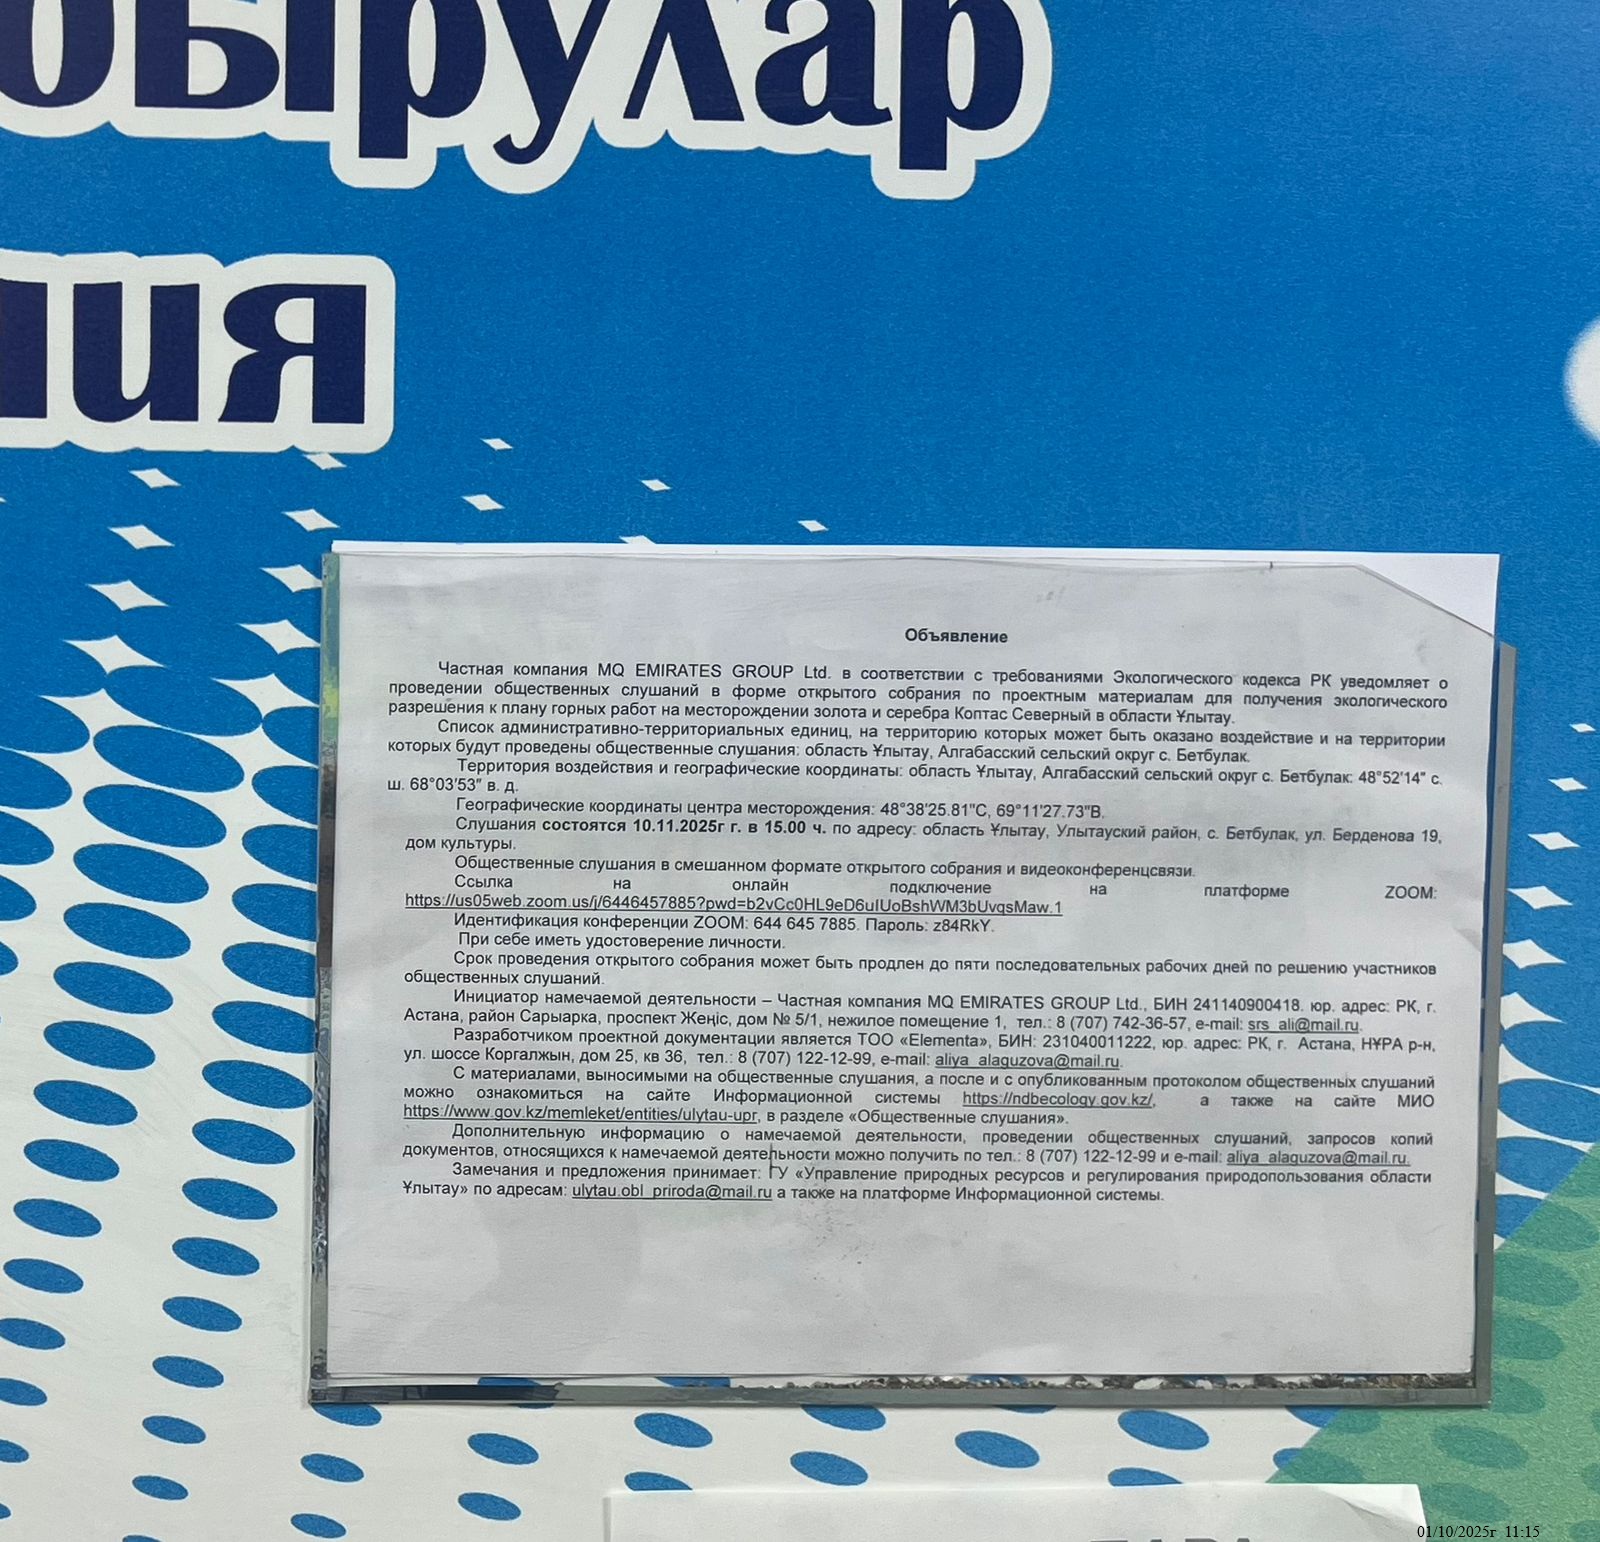 бырулар
ия
Объявление
Частная компания MQ EMIRATES GROUP Ltd. в соответствии с требованиями Экологического кодекса РК уведомляет о
проведении общественных слушаний в форме открытого собрания по проектным материалам для получения экологического
разрешения к плану горных работ на месторождении золота и серебра Коптас Северный в области Ұлытау.
Список административно-территориальных единиц, на территорию которых может быть оказано воздействие и на территории
которых будут проведены общественные слушания: область Ұлытау, Алгабасский сельский округ с. Бетбулак.
Территория воздействия и географические координаты: область Ұлытау, Алгабасский сельский округ с. Бетбулак: 48°52'14" с.
ш. 68°03'53" в. д.
Географические координаты центра месторождения: 48°38'25.81"С, 69°11'27.73"В.
Слушания состоятся 10.11.2025г г. в 15.00 ч. по адресу: область Ұлытау, Улытауский район, с. Бетбулак, ул. Берденова 19,
дом культуры.
Общественные слушания в смешанном формате открытого собрания и видеоконференцсвязи.
Ссылка на онлайн подключение на платформе ZOOM:
https://us05web.zoom.us/j/6446457885?pwd=b2vCc0HL9eD6uIUoBshWM3bUvqsMaw.1
Идентификация конференции ZOOM: 644 645 7885. Пароль: z84RkY.
При себе иметь удостоверение личности.
Срок проведения открытого собрания может быть продлен до пяти последовательных рабочих дней по решению участников
общественных слушаний.
Инициатор намечаемой деятельности – Частная компания MQ EMIRATES GROUP Ltd., БИН 241140900418. юр. адрес: РК, г.
Астана, район Сарыарка, проспект Жеңіс, дом № 5/1, нежилое помещение 1, тел.: 8 (707) 742-36-57, e-mail: srs_ali@mail.ru.
Разработчиком проектной документации является ТОО «Elementa», БИН: 231040011222, юр. адрес: РК, г. Астана, НҰРА р-н,
ул. шоссе Коргалжын, дом 25, кв 36, тел.: 8 (707) 122-12-99, e-mail: aliya_alaguzova@mail.ru.
С материалами, выносимыми на общественные слушания, а после и с опубликованным протоколом общественных слушаний
можно ознакомиться на сайте Информационной системы https://ndbecology.gov.kz/, а также на сайте МИО
https://www.gov.kz/memleket/entities/ulytau-upr, в разделе «Общественные слушания».
Дополнительную информацию о намечаемой деятельности, проведении общественных слушаний, запросов копий
документов, относящихся к намечаемой деятельности можно получить по тел.: 8 (707) 122-12-99 и e-mail: aliya_alaguzova@mail.ru.
Замечания и предложения принимает: ГУ «Управление природных ресурсов и регулирования природопользования области
Ұлытау» по адресам: ulytau.obl_priroda@mail.ru а также на платформе Информационной системы.
01/10/2025г 11:15